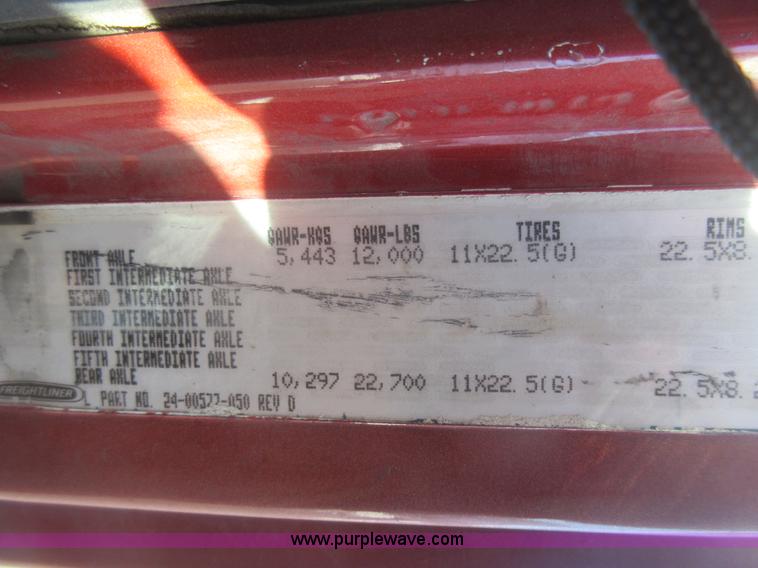 GAWR-KGS GAWR-LBS TIRES RIMS
FRONT AXLE 5,443 12,000 11X22.5(G) 22.5X8.
FIRST INTERMEDIATE AXLE
SECOND INTERMEDIATE AXLE
THIRD INTERMEDIATE AXLE
FOURTH INTERMEDIATE AXLE
FIFTH INTERMEDIATE AXLE
REAR AXLE 10,297 22,700 11X22.5(G) 22.5X8.2
FREIGHTLINER L PART NO. 24-00577-050 REV D
www.purplewave.com